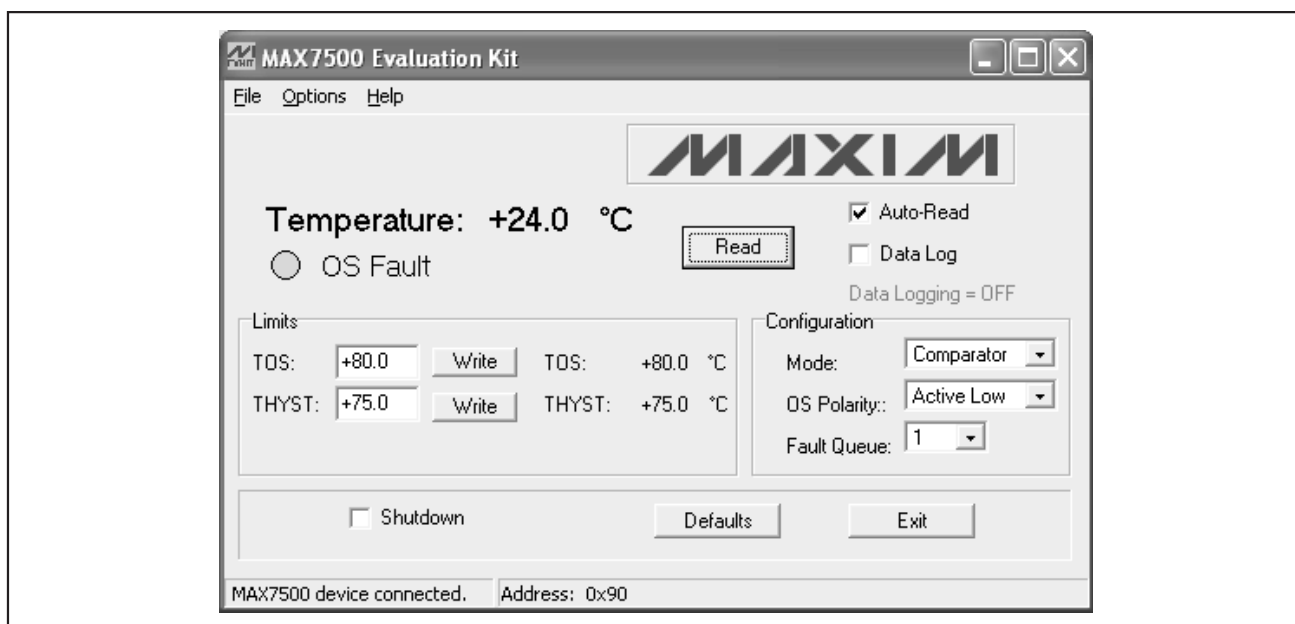 MAX7500 Evaluation Kit
File Options Help
MAXIM
Temperature: +24.0 °C
OS Fault
Read
Auto-Read
Data Log
Data Logging = OFF
Limits
TOS: +80.0 Write TOS: +80.0 °C
THYST: +75.0 Write THYST: +75.0 °C
Configuration
Mode: Comparator
OS Polarity:: Active Low
Fault Queue: 1
Shutdown
Defaults
Exit
MAX7500 device connected. Address: 0x90